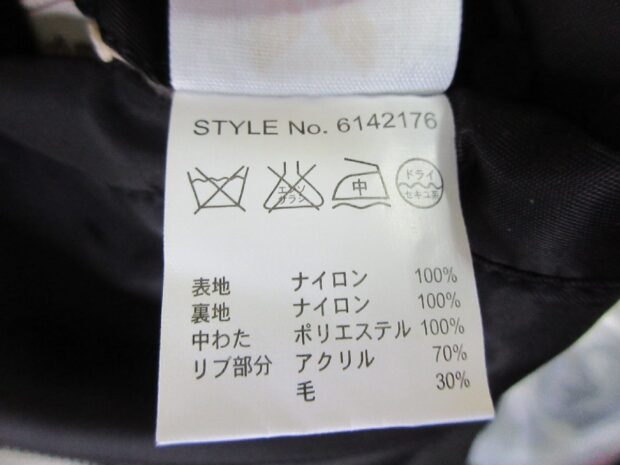 STYLE No. 6142176
エンソ
サラシ
中
ドライ
セキユ系
表地 ナイロン 100%
裏地 ナイロン 100%
中わた ポリエステル 100%
リブ部分 アクリル 70%
毛 30%